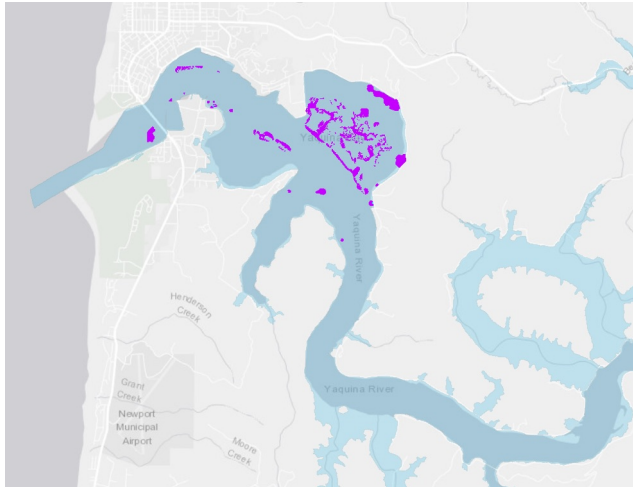 Yaquina River
Henderson
Creek
Yaquina River
Grant
Creek
Newport
Municipal
Airport
Moore
Creek